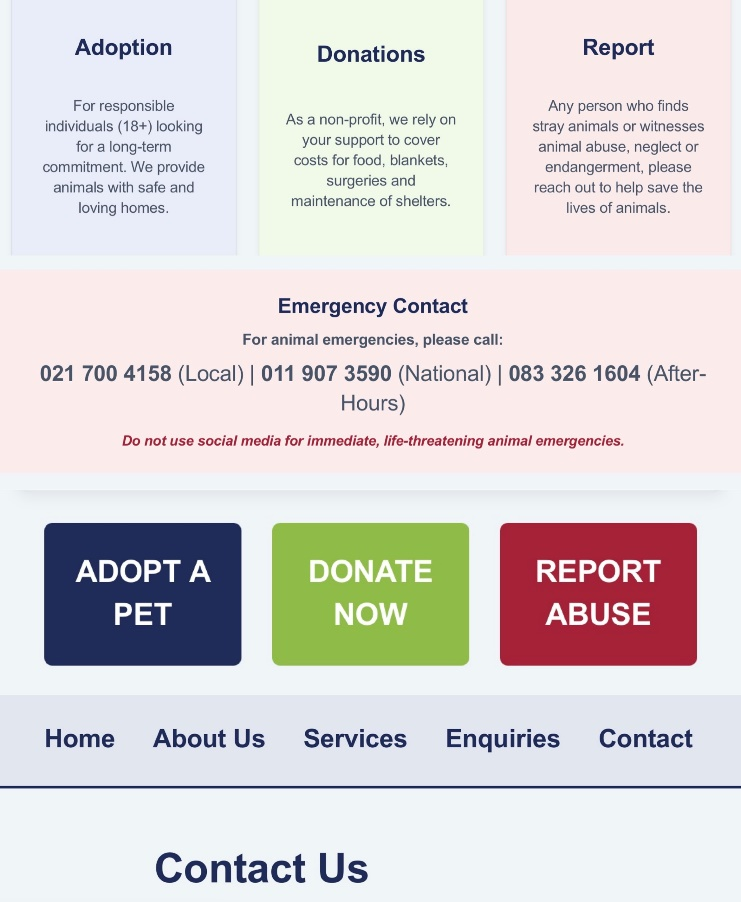 Adoption
For responsible
individuals (18+) looking
for a long-term
commitment. We provide
animals with safe and
loving homes.
Donations
As a non-profit, we rely on
your support to cover
costs for food, blankets,
surgeries and
maintenance of shelters.
Report
Any person who finds
stray animals or witnesses
animal abuse, neglect or
endangerment, please
reach out to help save the
lives of animals.
Emergency Contact
For animal emergencies, please call:
021 700 4158 (Local) | 011 907 3590 (National) | 083 326 1604 (After-
Hours)
Do not use social media for immediate, life-threatening animal emergencies.
ADOPT A
PET
DONATE
NOW
REPORT
ABUSE
Home About Us Services Enquiries Contact
Contact Us